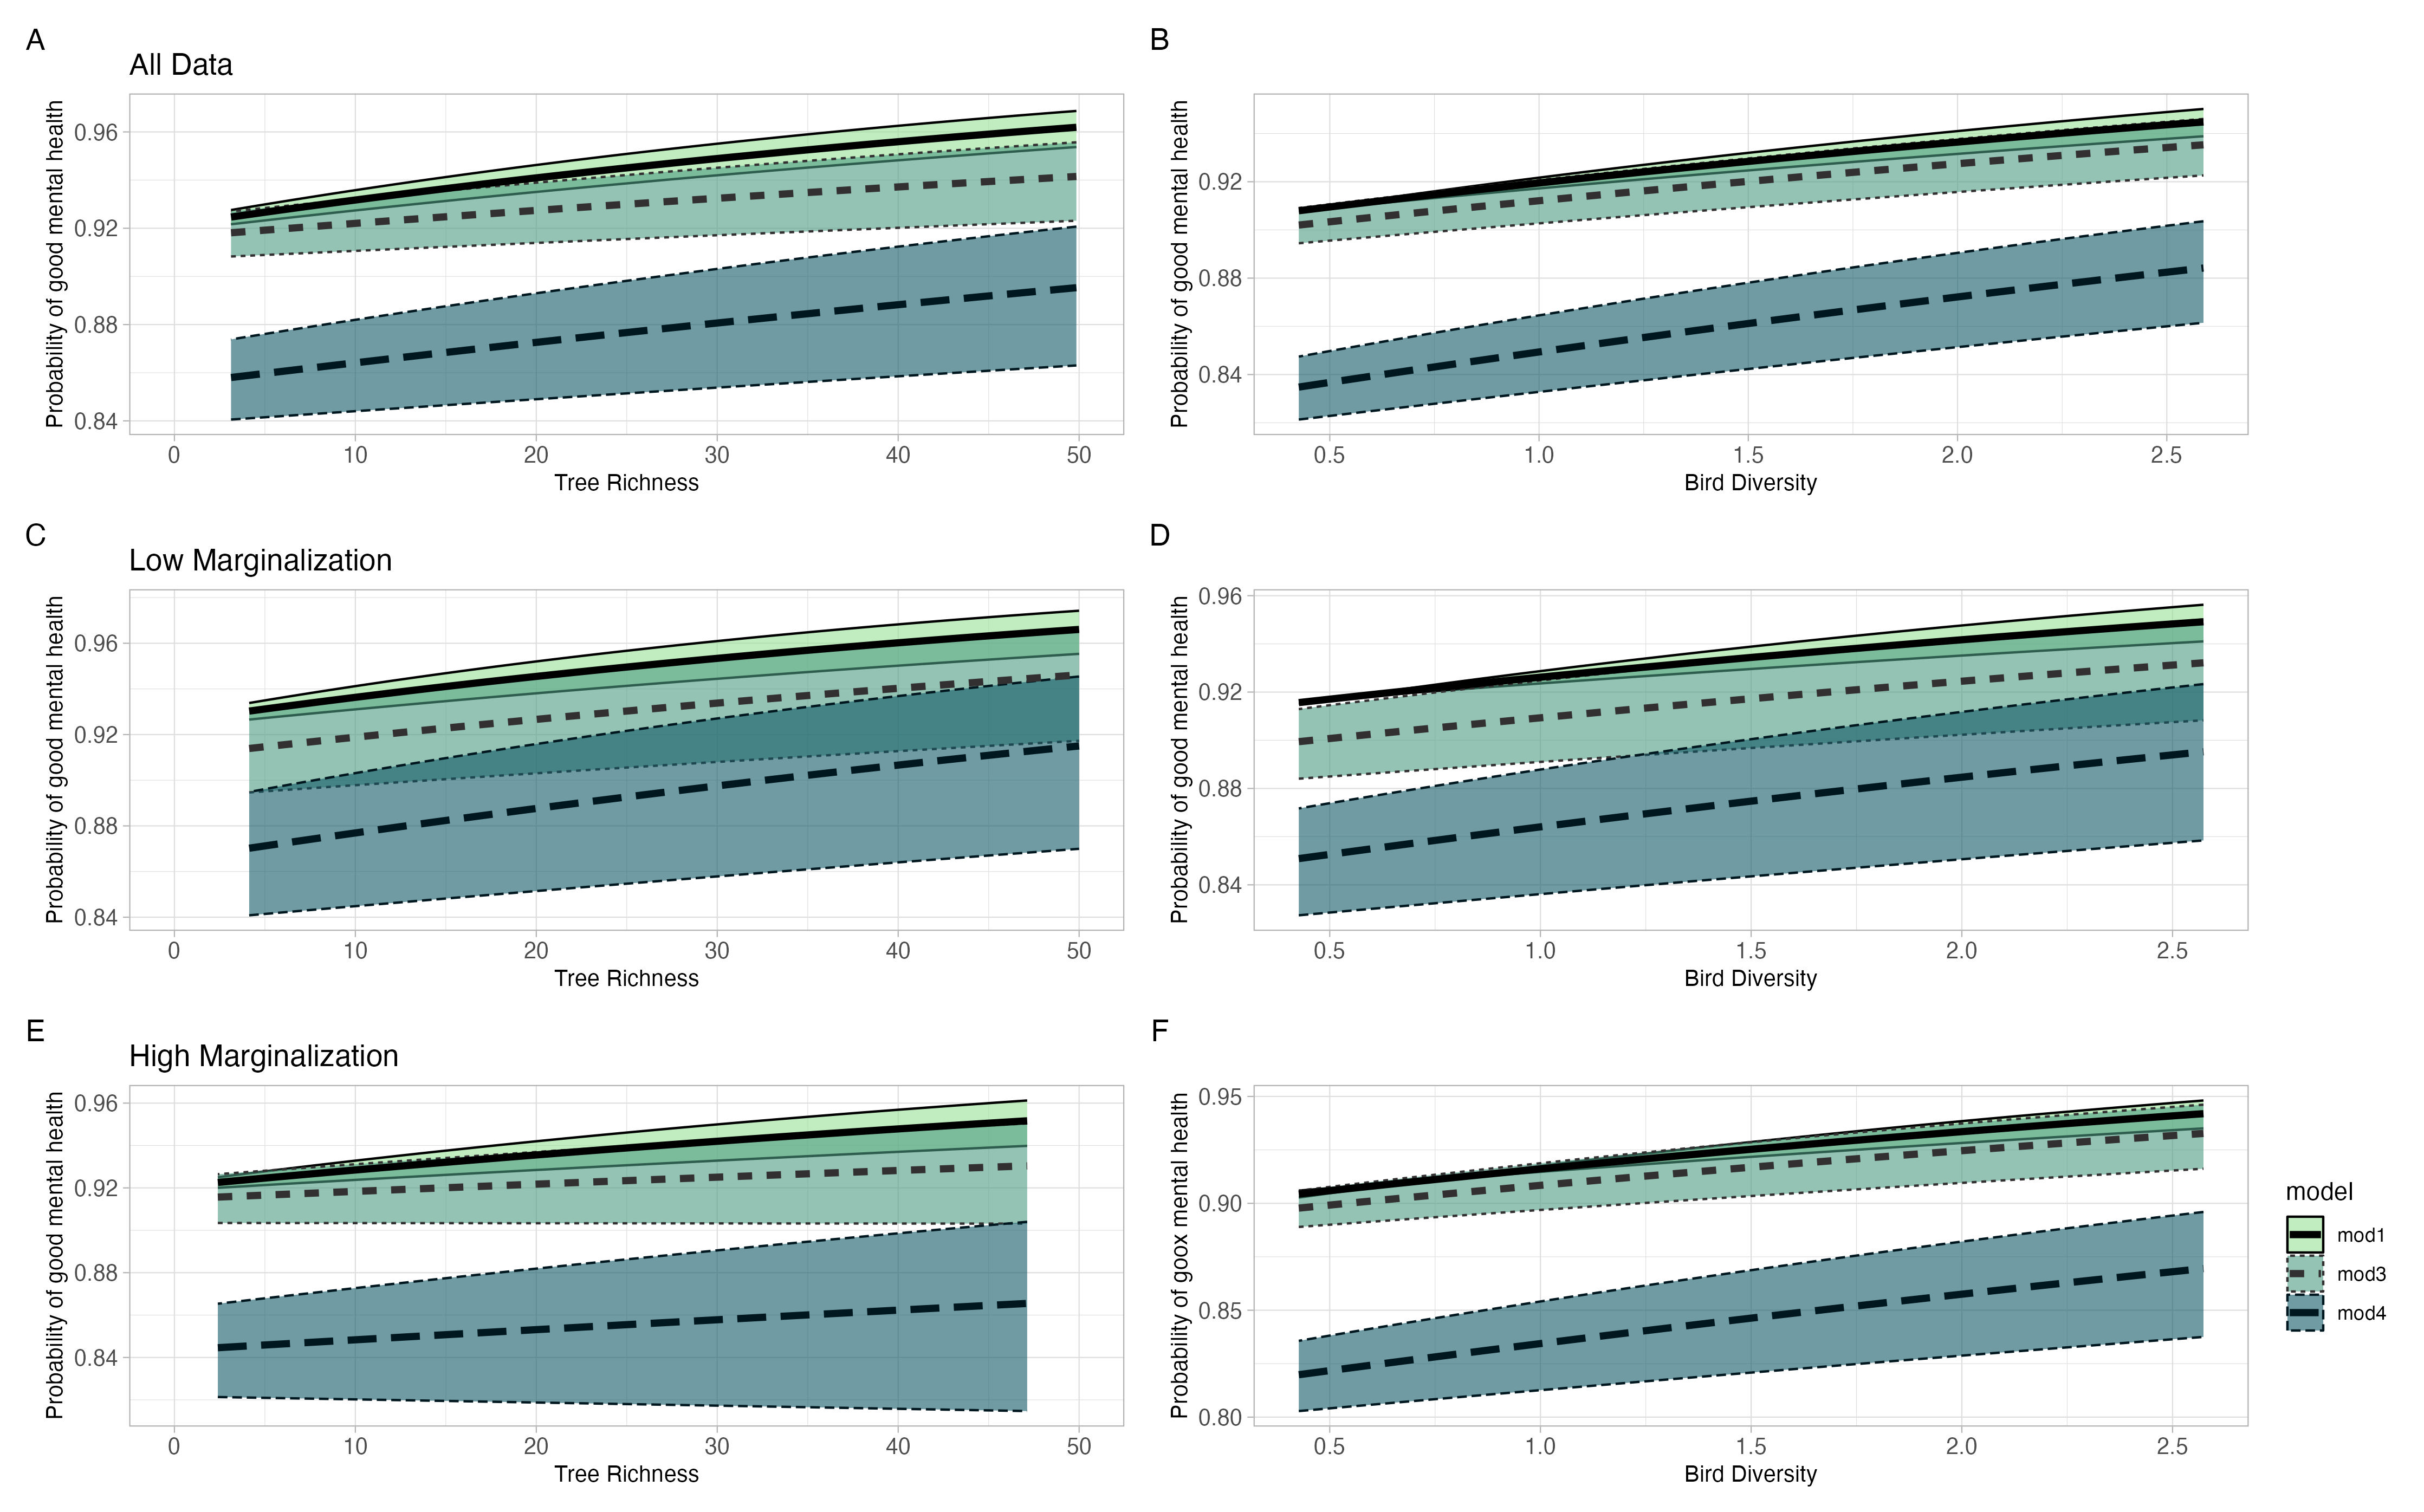 A
All Data
Probability of good mental health
0.96
0.92
0.88
0.84
0 10 20 30 40 50
Tree Richness
B
Probability of good mental health
0.92
0.88
0.84
0.5 1.0 1.5 2.0 2.5
Bird Diversity
C
Low Marginalization
Probability of good mental health
0.96
0.92
0.88
0.84
0 10 20 30 40 50
Tree Richness
D
Probability of good mental health
0.96
0.92
0.88
0.84
0.5 1.0 1.5 2.0 2.5
Bird Diversity
E
High Marginalization
Probability of good mental health
0.96
0.92
0.88
0.84
0 10 20 30 40 50
Tree Richness
F
Probability of goox mental health
0.95
0.90
0.85
0.80
0.5 1.0 1.5 2.0 2.5
Bird Diversity
model
mod1
mod3
mod4